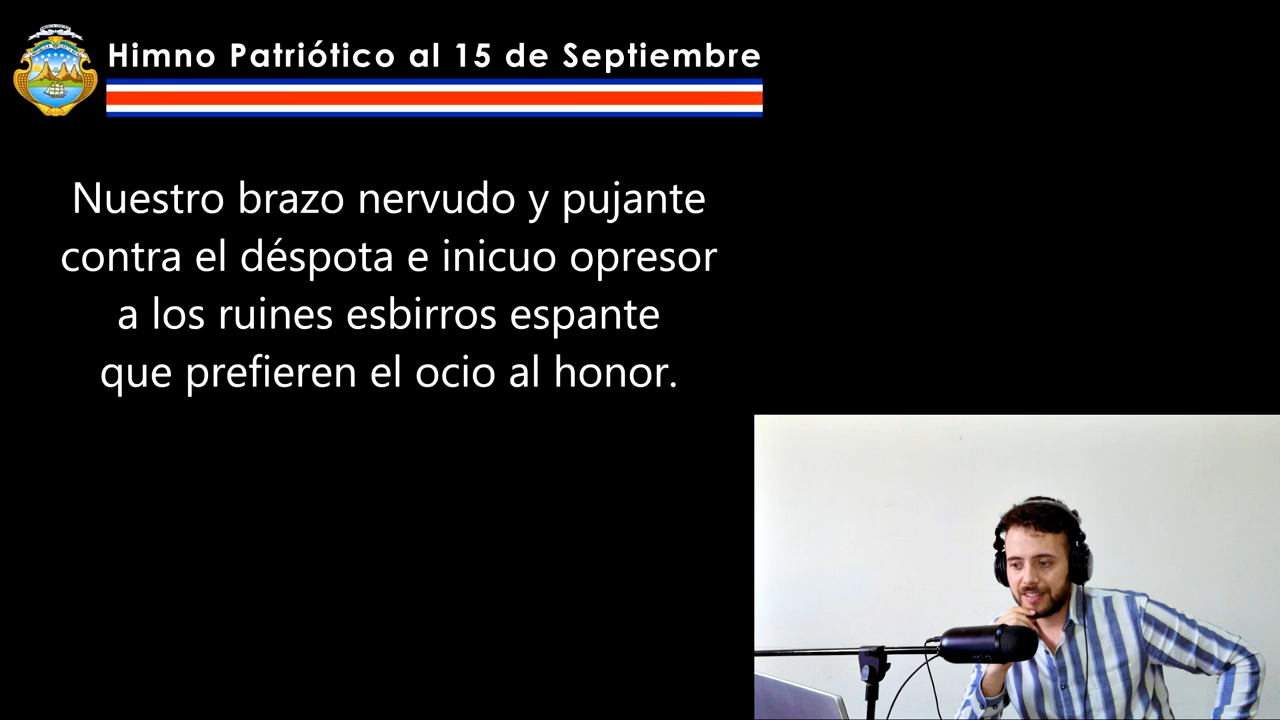 Himno Patriótico al 15 de Septiembre
Nuestro brazo nervudo y pujante
contra el déspota e inicuo opresor
a los ruines esbirros espante
que prefieren el ocio al honor.